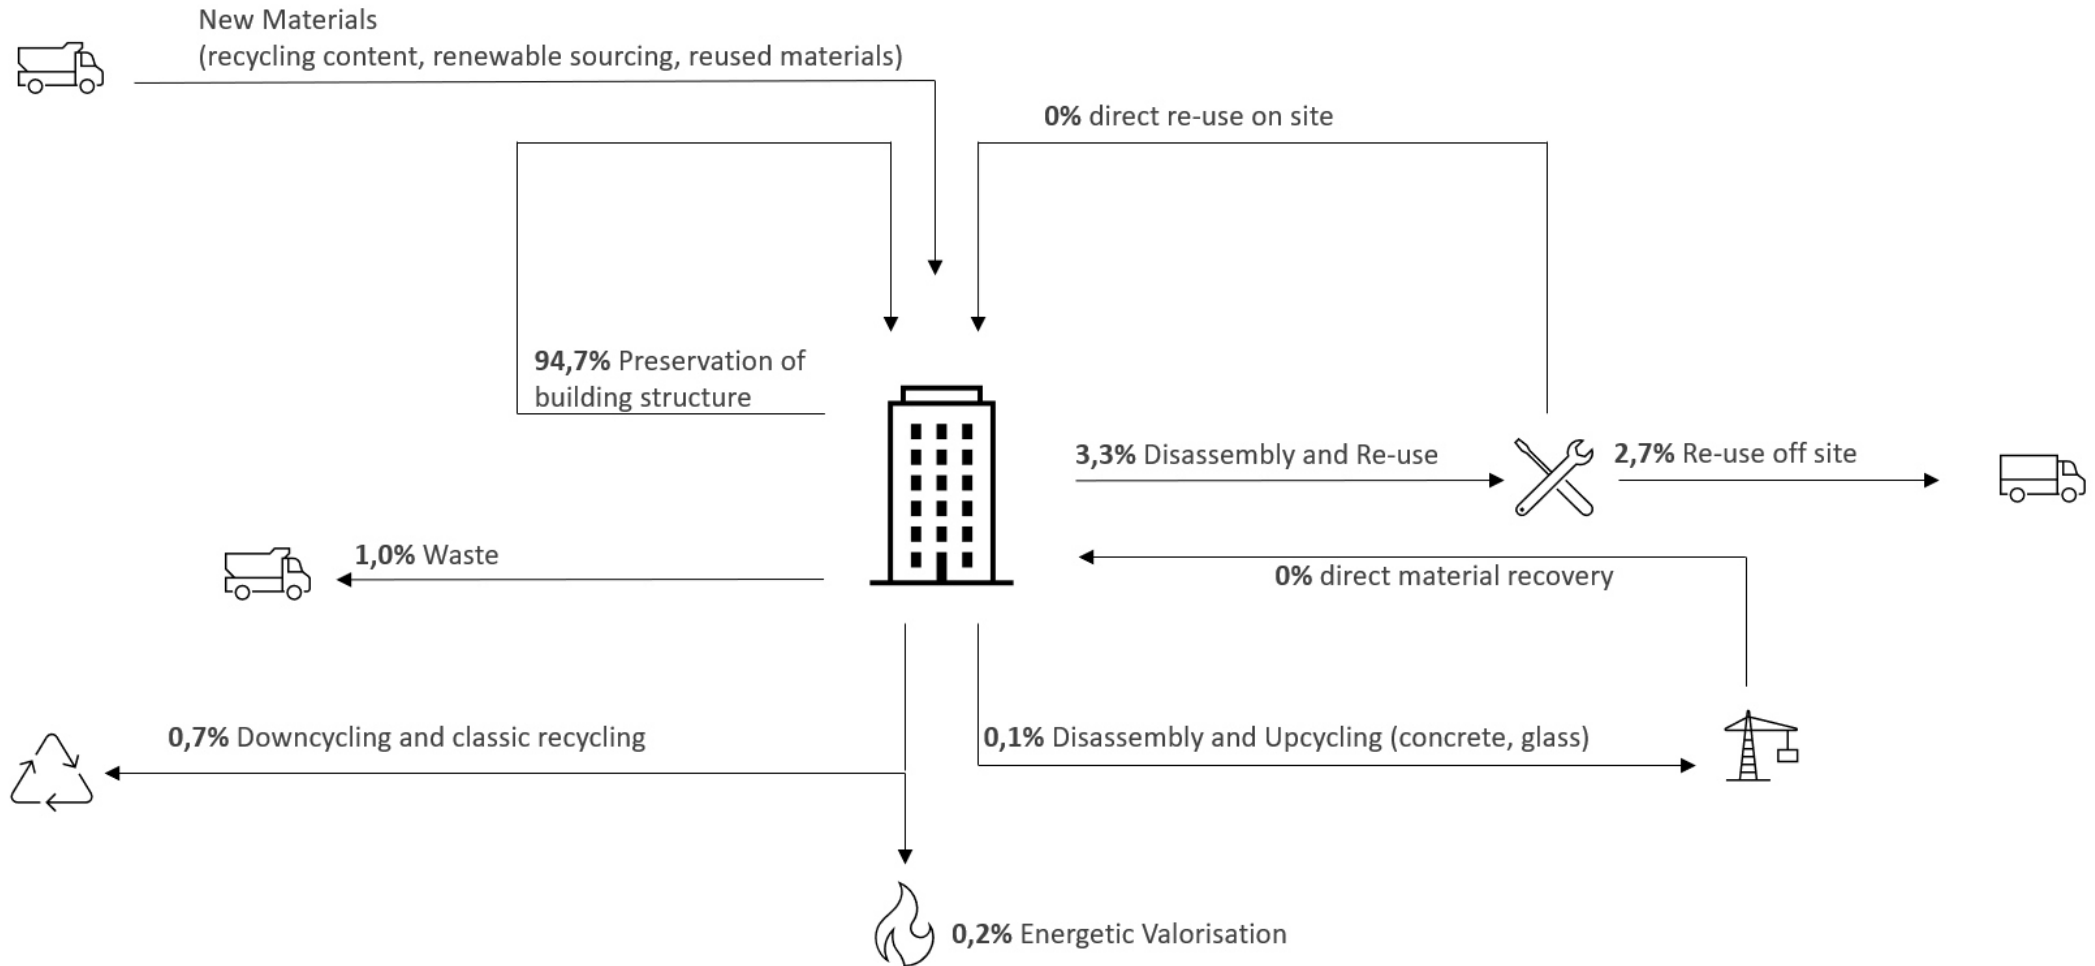 New Materials
(recycling content, renewable sourcing, reused materials)
0% direct re-use on site
94,7% Preservation of
building structure
3,3% Disassembly and Re-use
2,7% Re-use off site
1,0% Waste
0% direct material recovery
0,7% Downcycling and classic recycling
0,1% Disassembly and Upcycling (concrete, glass)
0,2% Energetic Valorisation